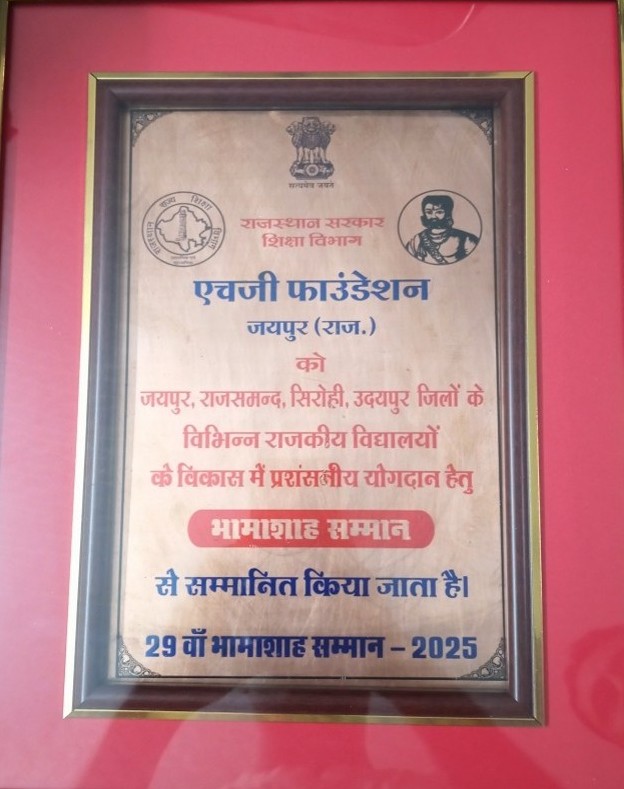 सत्यमेव जयते
राज्य शिक्षा
राजस्थान सरकार
शिक्षा विभाग
एचजी फाउंडेशन
जयपुर (राज.)
को
जयपुर, राजसमन्द, सिरोही, उदयपुर जिलों के
विभिन्न राजकीय विद्यालयों
के विकास में प्रशंसनीय योगदान हेतु
भामाशाह सम्मान
से सम्मानित किया जाता है।
29 वाँ भामाशाह सम्मान – 2025